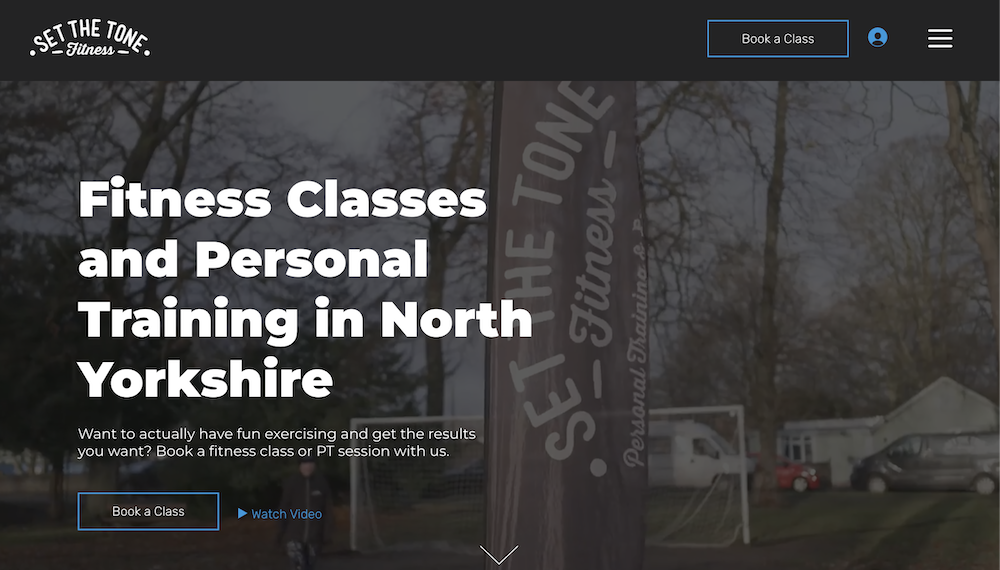 SET THE TONE
Fitness
Book a Class
Fitness Classes
and Personal
Training in North
Yorkshire
Want to actually have fun exercising and get the results
you want? Book a fitness class or PT session with us.
Book a Class
Watch Video
SET THE TONE
Fitness
Personal Training &